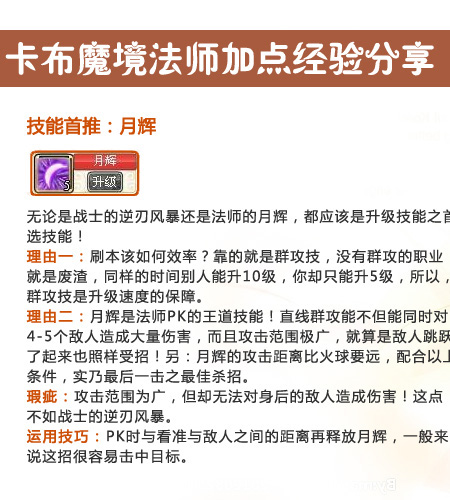 卡布魔境法师加点经验分享
技能首推：月辉
月辉
5
升级
无论是战士的逆刃风暴还是法师的月辉，都应该是升级技能之首
选技能！
理由一：刷本该如何效率？靠的就是群攻技，没有群攻的职业
就是废渣，同样的时间别人能升10级，你却只能升5级，所以，
群攻技是升级速度的保障。
理由二：月辉是法师PK的王道技能！直线群攻能不但能同时对
4-5个敌人造成大量伤害，而且攻击范围极广，就算是敌人跳跃
了起来也照样受招！另：月辉的攻击距离比火球要远，配合以上
条件，实乃最后一击之最佳杀招。
瑕疵：攻击范围为广，但却无法对身后的敌人造成伤害！这点
不如战士的逆刃风暴。
运用技巧：PK时与看准与敌人之间的距离再释放月辉，一般来
说这招很容易击中目标。